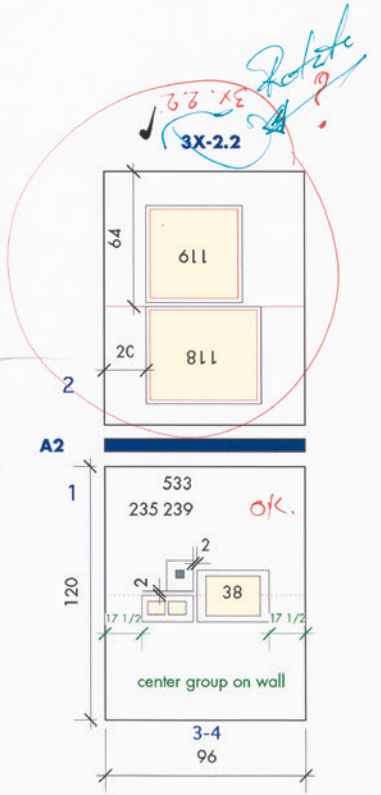 Rotate
?
3X. 2.2
3X-2.2
64
119
20
118
2
A2
1
533
235 239
OK.
2
2
38
120
17 1/2
17 1/2
center group on wall
3-4
96